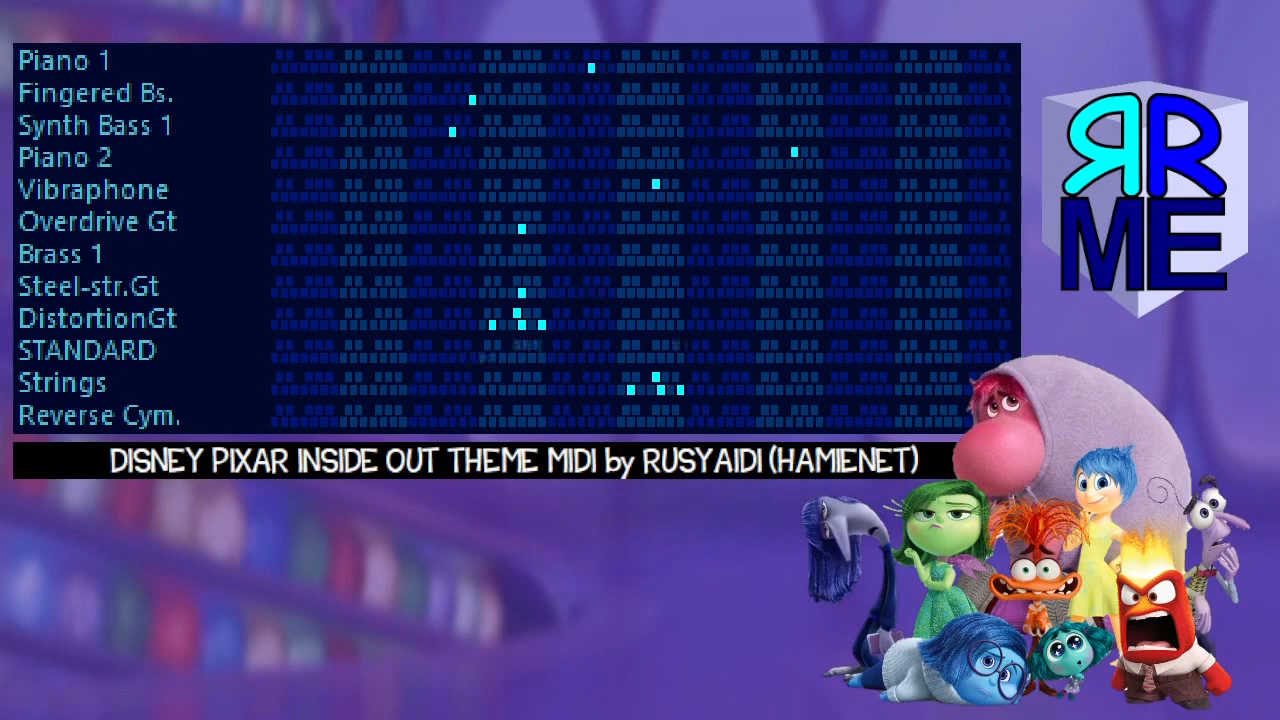 Piano 1
Fingered Bs.
Synth Bass 1
Piano 2
Vibraphone
Overdrive Gt
Brass 1
Steel-str.Gt
DistortionGt
STANDARD
Strings
Reverse Cym.
DISNEY PIXAR INSIDE OUT THEME MIDI by RUSYAIDI (HAMIENET)
RR
ME